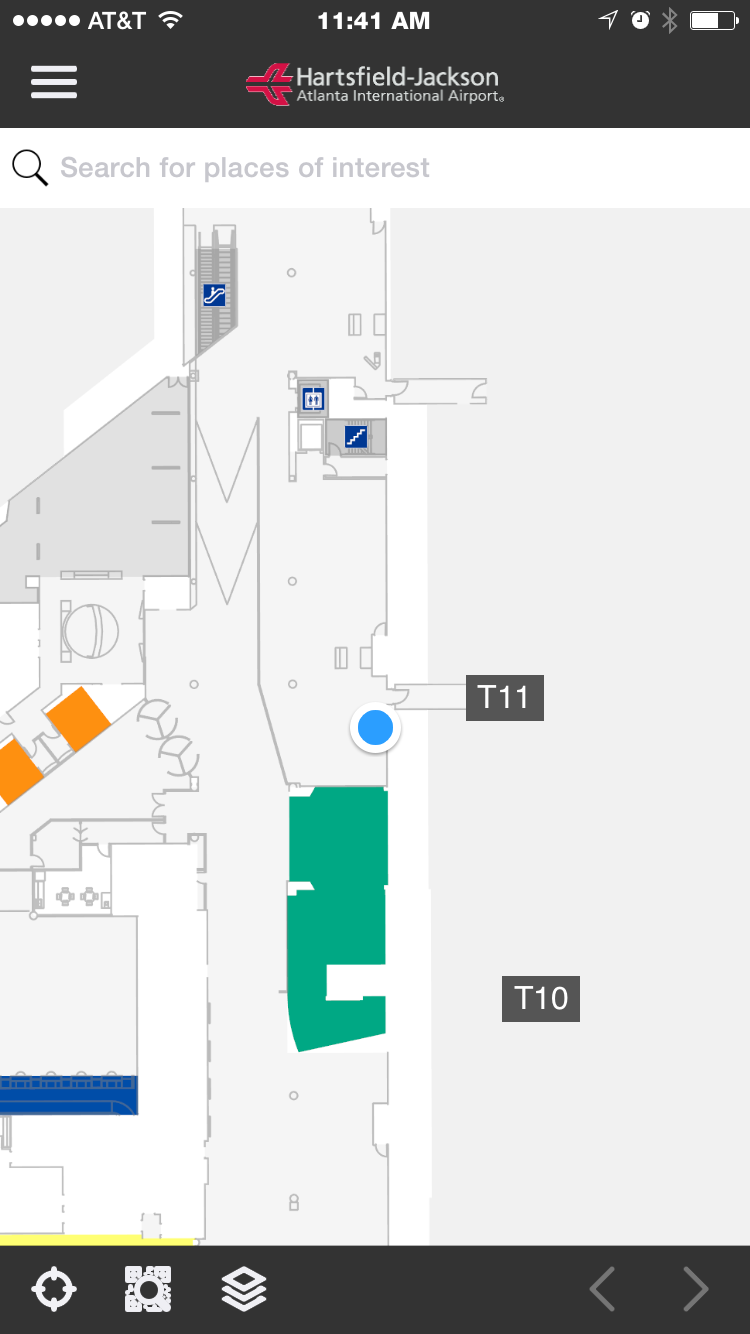 AT&T
11:41 AM
Hartsfield-Jackson
Atlanta International Airport®
Search for places of interest
T11
T10